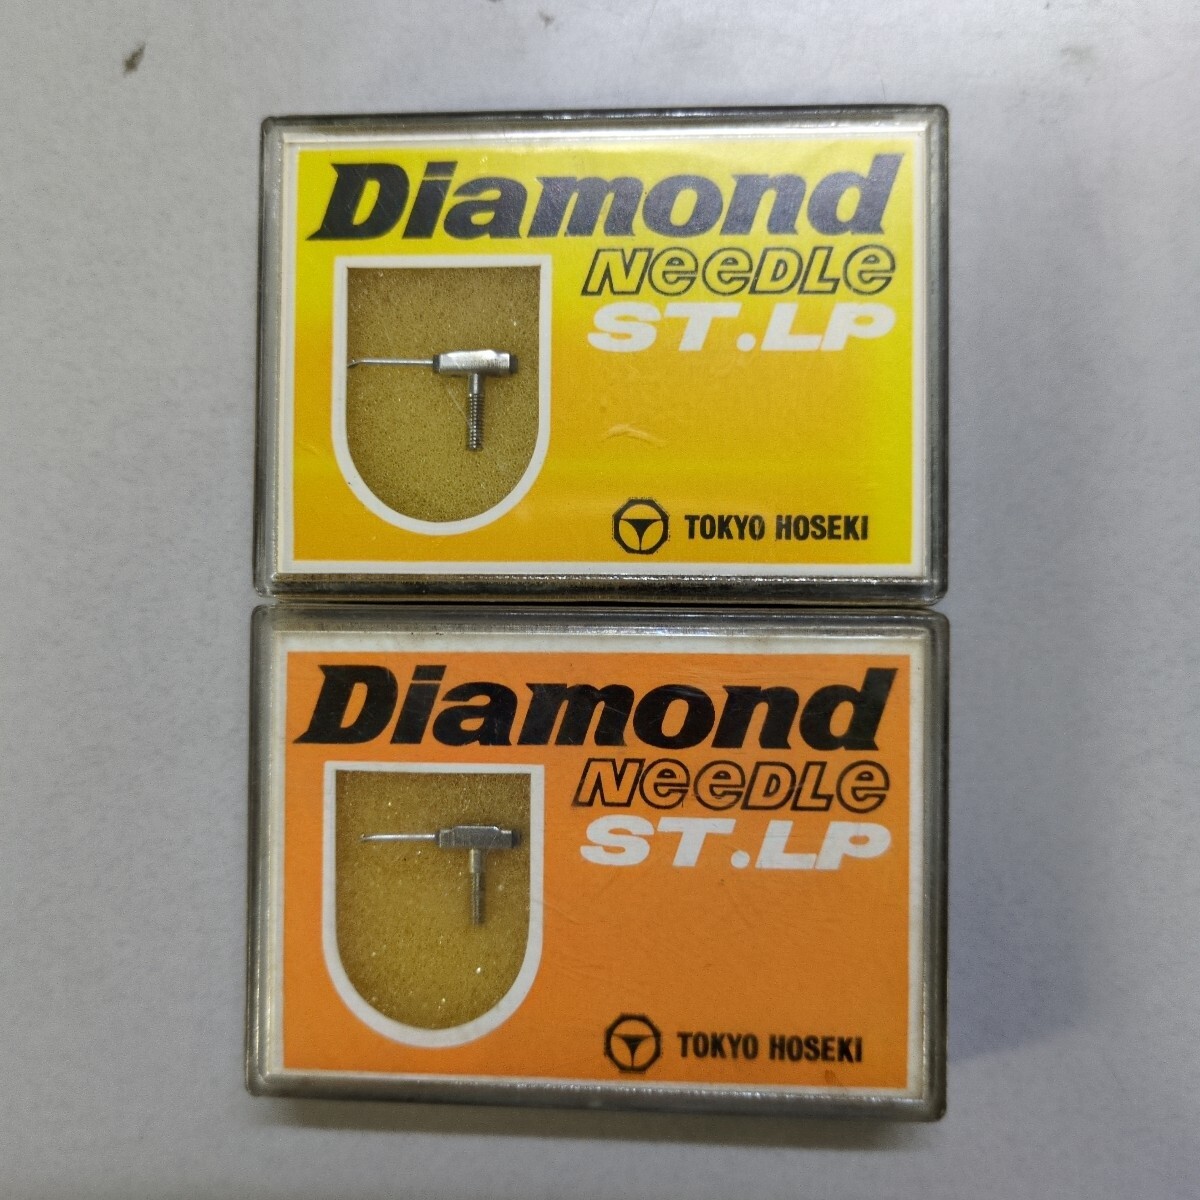 Diamond
NeeDLe
ST.LP
TOKYO HOSEKI
Diamond
NeeDLe
ST.LP
TOKYO HOSEKI